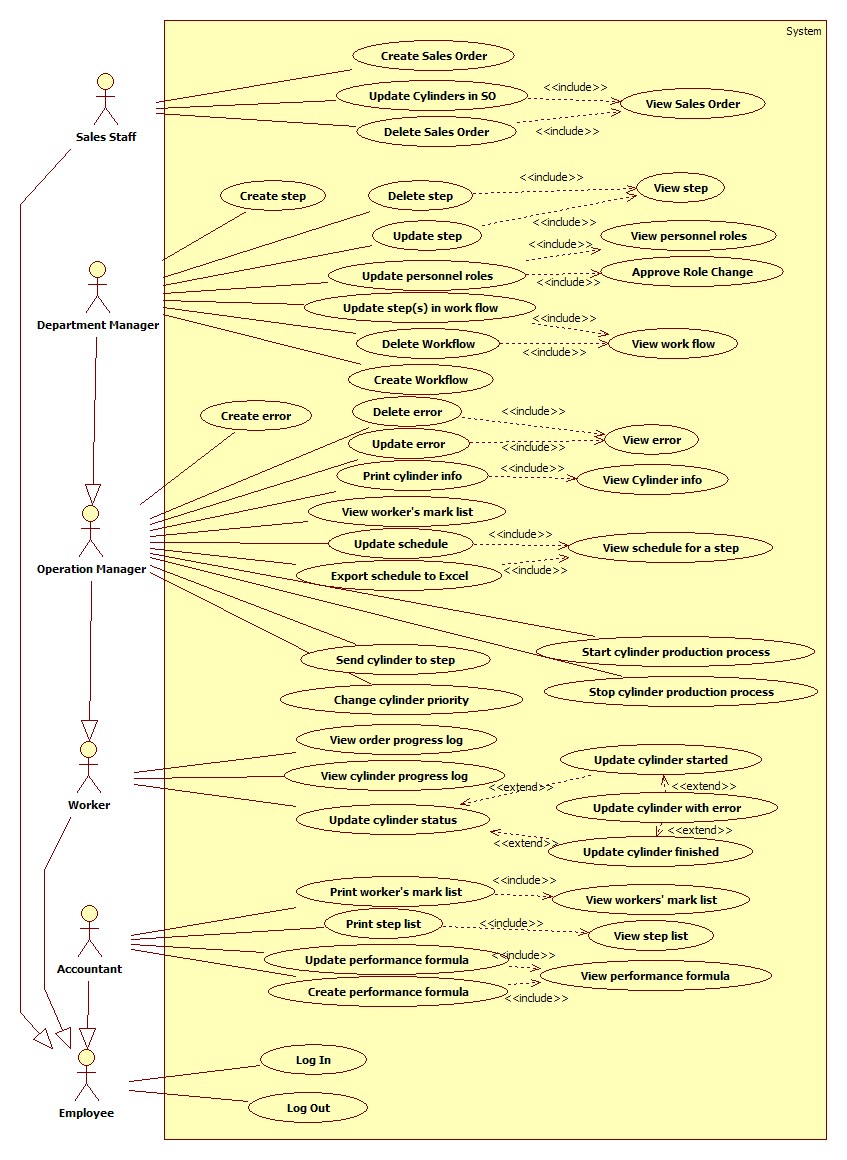 System
Create Sales Order
<<include>>
Update Cylinders in SO
View Sales Order
Sales Staff
Delete Sales Order
<<include>>
<<include>>
View step
Create step
Delete step
<<include>>
Update step
View personnel roles
<<include>>
Update personnel roles
Approve Role Change
<<include>>
Update step(s) in work flow
Department Manager
<<include>>
Delete Workflow
View work flow
<<include>>
Create Workflow
Create error
Delete error
<<include>>
Update error
View error
<<include>>
Print cylinder info
<<include>>
View Cylinder info
View worker's mark list
<<include>>
Update schedule
View schedule for a step
Operation Manager
Export schedule to Excel
<<include>>
Start cylinder production process
Send cylinder to step
Stop cylinder production process
Change cylinder priority
View order progress log
Update cylinder started
View cylinder progress log
<<extend>>
<<extend>>
Worker
Update cylinder with error
Update cylinder status
<<extend>>
<<extend>>
Update cylinder finished
<<include>>
Print worker's mark list
View workers' mark list
Print step list
<<include>>
View step list
Update performance formula
<<include>>
Accountant
View performance formula
Create performance formula
<<include>>
Log In
Log Out
Employee